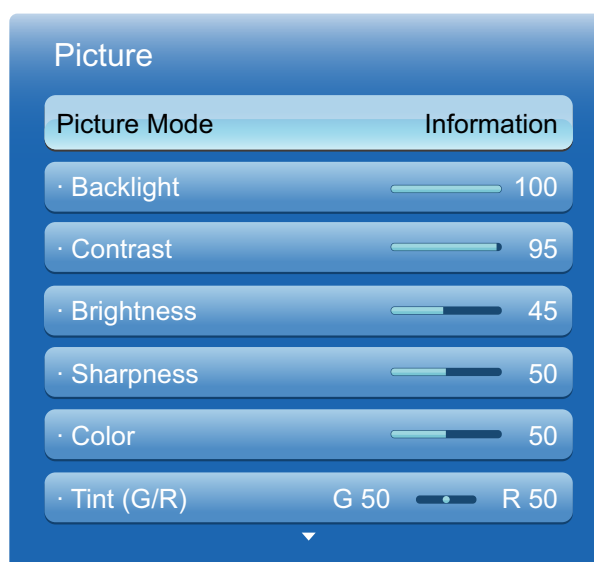 Picture
Picture Mode Information
· Backlight 100
· Contrast 95
· Brightness 45
· Sharpness 50
· Color 50
· Tint (G/R) G 50 R 50